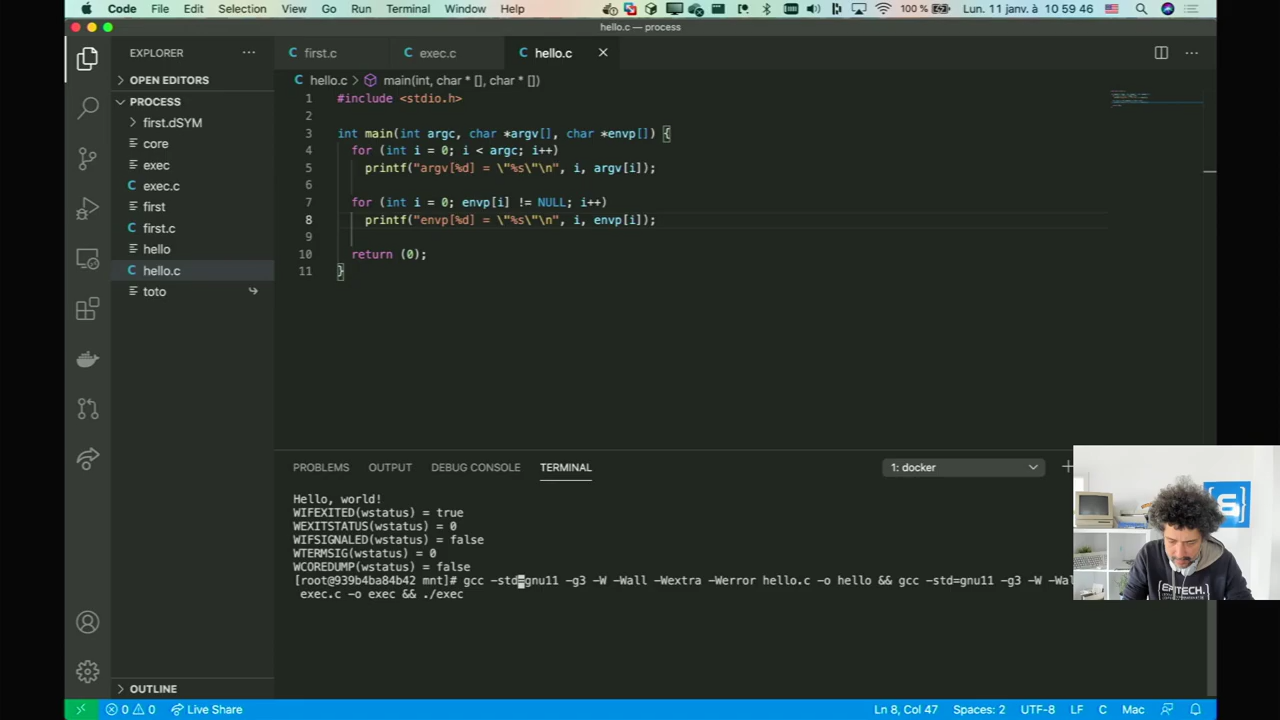 Code File Edit Selection View Go Run Terminal Window Help 100 % Lun. 11 janv. à 10 59 46
hello.c — process
EXPLORER
first.c
exec.c
hello.c
OPEN EDITORS
hello.c > main(int, char * [], char * [])
PROCESS
first.dSYM
core
exec
exec.c
first
first.c
hello
hello.c
toto
1 #include <stdio.h>
2
3 int main(int argc, char *argv[], char *envp[]) {
4 for (int i = 0; i < argc; i++)
5 printf("argv[%d] = \"%s\"\n", i, argv[i]);
6
7 for (int i = 0; envp[i] != NULL; i++)
8 printf("envp[%d] = \"%s\"\n", i, envp[i]);
9
10 return (0);
11 }
PROBLEMS OUTPUT DEBUG CONSOLE TERMINAL 1: docker
Hello, world!
WIFEXITED(wstatus) = true
WEXITSTATUS(wstatus) = 0
WIFSIGNALED(wstatus) = false
WTERMSIG(wstatus) = 0
WCOREDUMP(wstatus) = false
[root@939b4ba84b42 mnt]# gcc -std=gnu11 -g3 -W -Wall -Wextra -Werror hello.c -o hello && gcc -std=gnu11 -g3 -W -Wal
exec.c -o exec && ./exec
{EPITECH.}
OUTLINE
0 0 Live Share
Ln 8, Col 47 Spaces: 2 UTF-8 LF C Mac